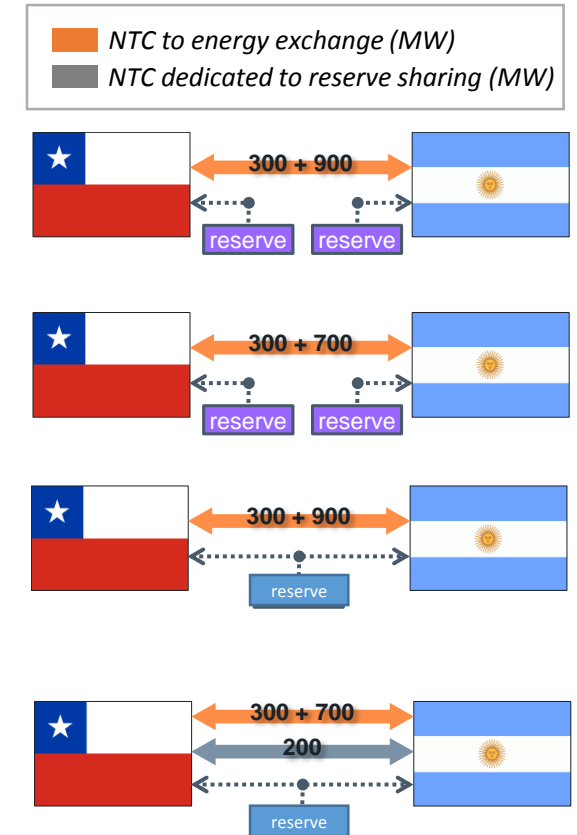 NTC to energy exchange (MW)
NTC dedicated to reserve sharing (MW)
300 + 900
reserve
reserve
300 + 700
reserve
reserve
300 + 900
reserve
300 + 700
200
reserve